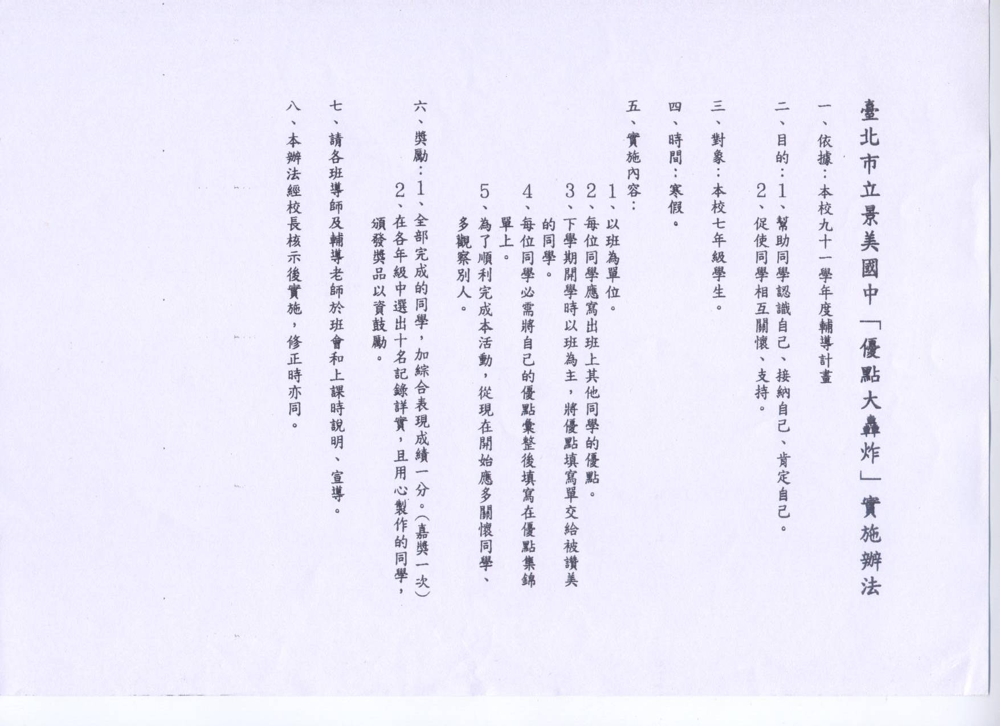 臺北市立景美國中「優點大轟炸」實施辦法
一、依據：本校九十一學年度輔導計畫
二、目的：1、幫助同學認識自己、接納自己、肯定自己。
2、促使同學相互關懷、支持。
三、對象：本校七年級學生。
四、時間：寒假。
五、實施內容：
1、以班為單位。
2、每位同學應寫出班上其他同學的優點。
3、下學期開學時以班為主，將優點填寫單交給被讚美
的同學。
4、每位同學必需將自己的優點彙整後填寫在優點集錦
單上。
5、為了順利完成本活動，從現在開始應多關懷同學、
多觀察別人。
六、獎勵：1、全部完成的同學，加綜合表現成績一分。（嘉獎一次）
2、在各年級中選出十名記錄詳實，且用心製作的同學，
頒發獎品以資鼓勵。
七、請各班導師及輔導老師於班會和上課時說明、宣導。
八、本辦法經校長核示後實施，修正時亦同。